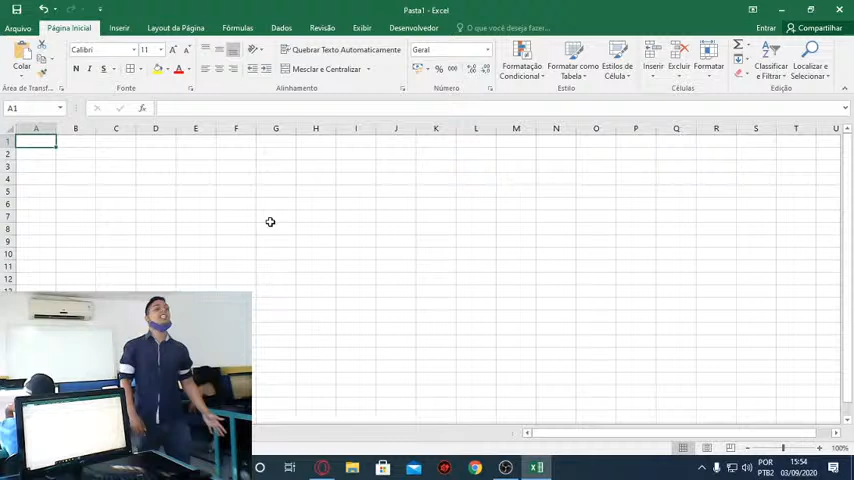 Pasta1 - Excel
Arquivo Página Inicial Inserir Layout da Página Fórmulas Dados Revisão Exibir Desenvolvedor O que você deseja fazer... Entrar Compartilhar
Calibri 11 Quebrar Texto Automaticamente Geral
Colar N I S Mesclar e Centralizar % 000 Formatação Condicional Formatar como Tabela Estilos de Célula Inserir Excluir Formatar Classificar e Filtrar Localizar e Selecionar
Área de Transf... Fonte Alinhamento Número Estilo Células Edição
A1 fx
A B C D E F G H I J K L M N O P Q R S T U
1
2
3
4
5
6
7
8
9
10
11
12
100%
POR 15:54
PTB2 03/09/2020